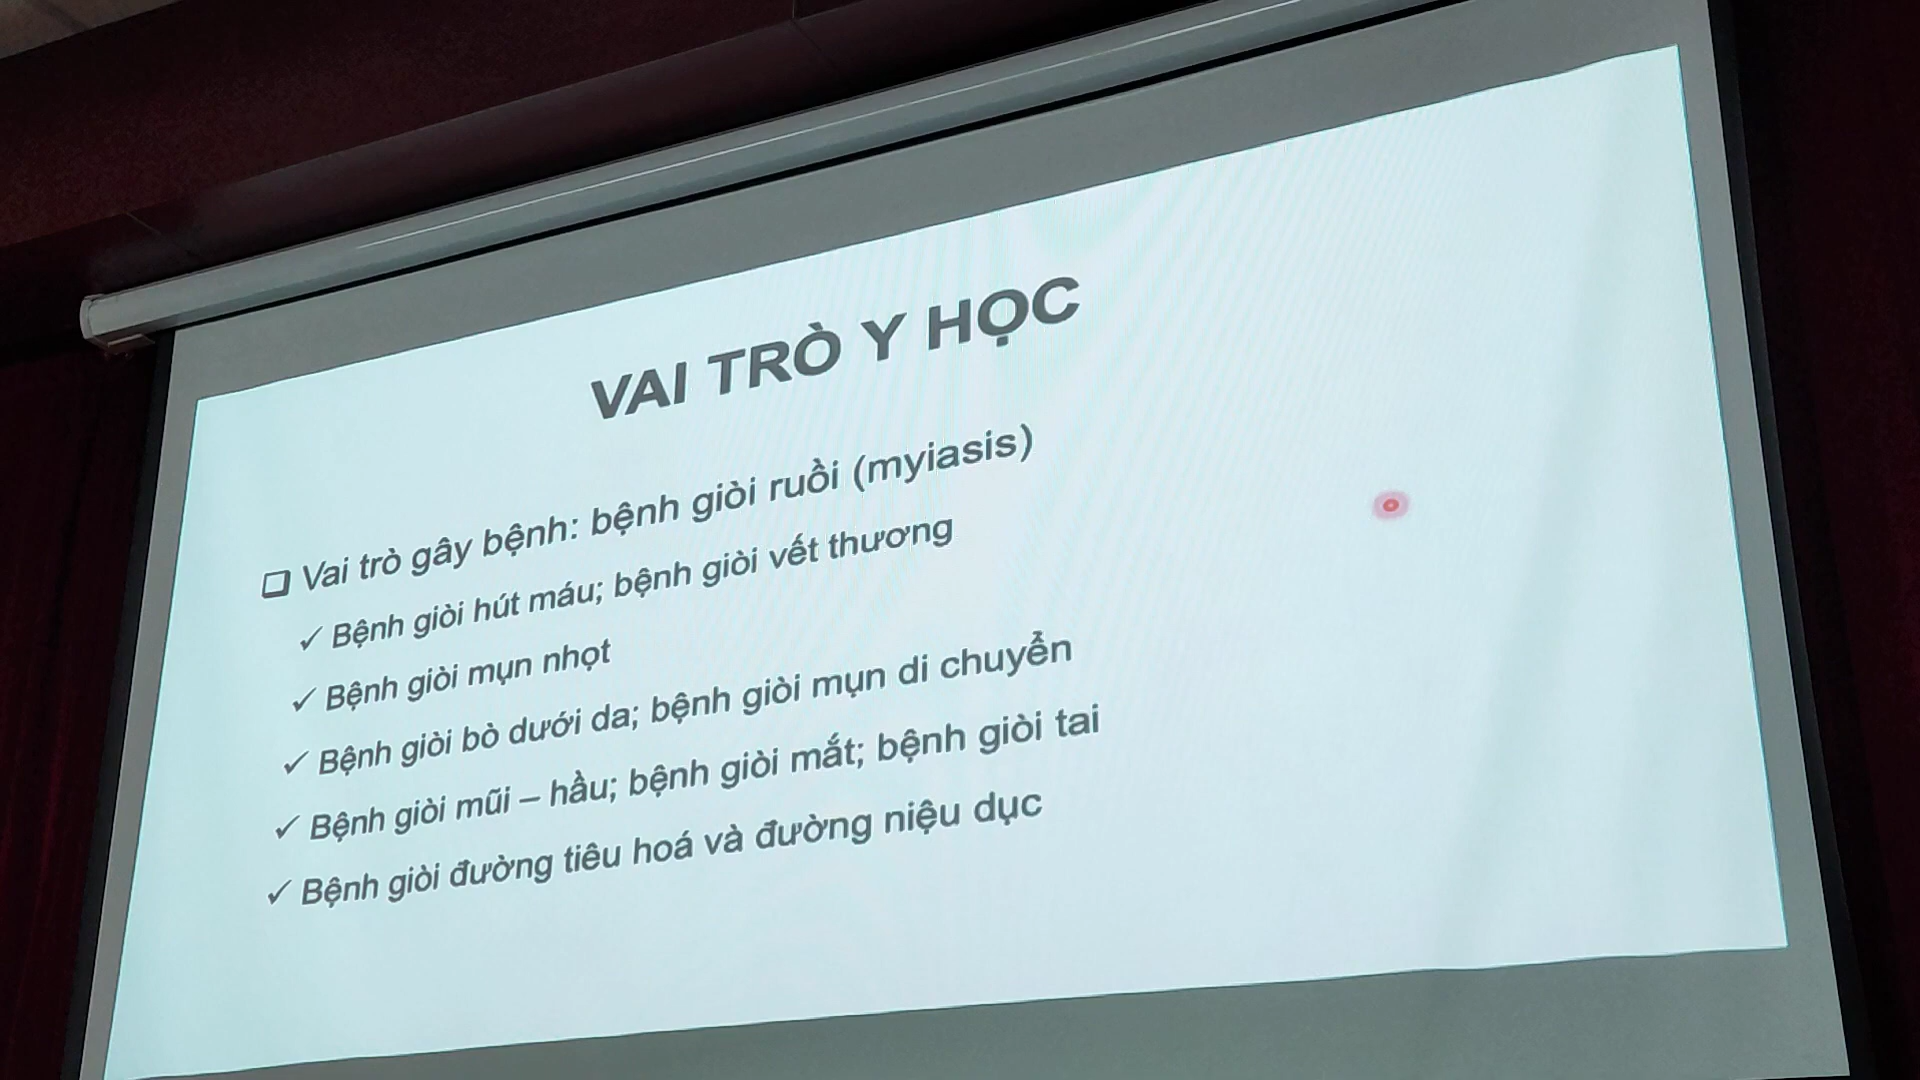 VAI TRÒ Y HỌC
❑ Vai trò gây bệnh: bệnh giòi ruồi (myiasis)
✓ Bệnh giòi hút máu; bệnh giòi vết thương
✓ Bệnh giòi mụn nhọt
✓ Bệnh giòi bò dưới da; bệnh giòi mụn di chuyển
✓ Bệnh giòi mũi – hầu; bệnh giòi mắt; bệnh giòi tai
✓ Bệnh giòi đường tiêu hoá và đường niệu dục